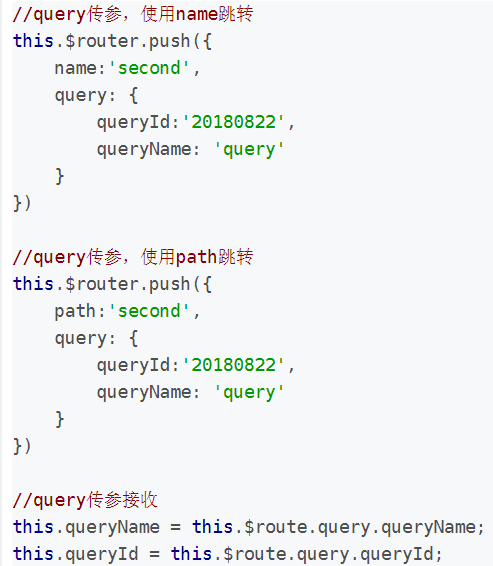 //query传参，使用name跳转
this.$router.push({
    name:'second',
    query: {
        queryId:'20180822',
        queryName: 'query'
    }
})

//query传参，使用path跳转
this.$router.push({
    path:'second',
    query: {
        queryId:'20180822',
        queryName: 'query'
    }
})

//query传参接收
this.queryName = this.$route.query.queryName;
this.queryId = this.$route.query.queryId;